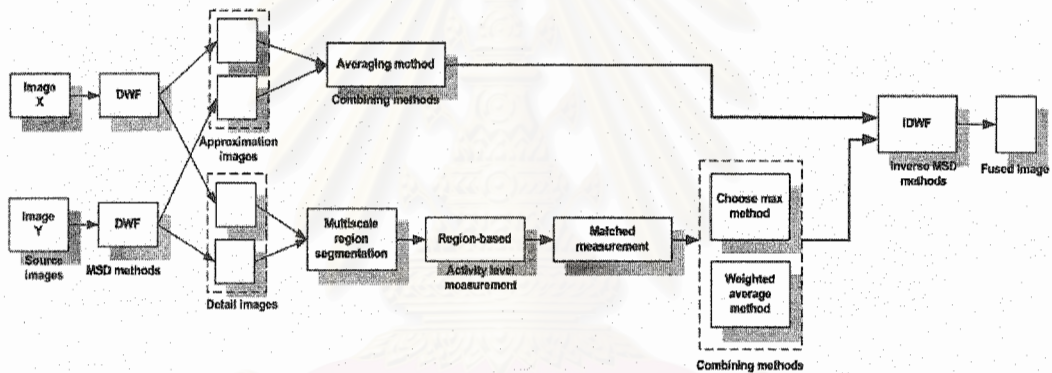 Image
X
DWF
Approximation
images
Averaging method
Combining methods
IDWF
Inverse MSD
methods
Fused image
Image
Y
Source
images
DWF
MSD methods
Detail images
Multiscale
region
segmentation
Region-based
Activity level
measurement
Matched
measurement
Choose max
method
Weighted
average
method
Combining methods